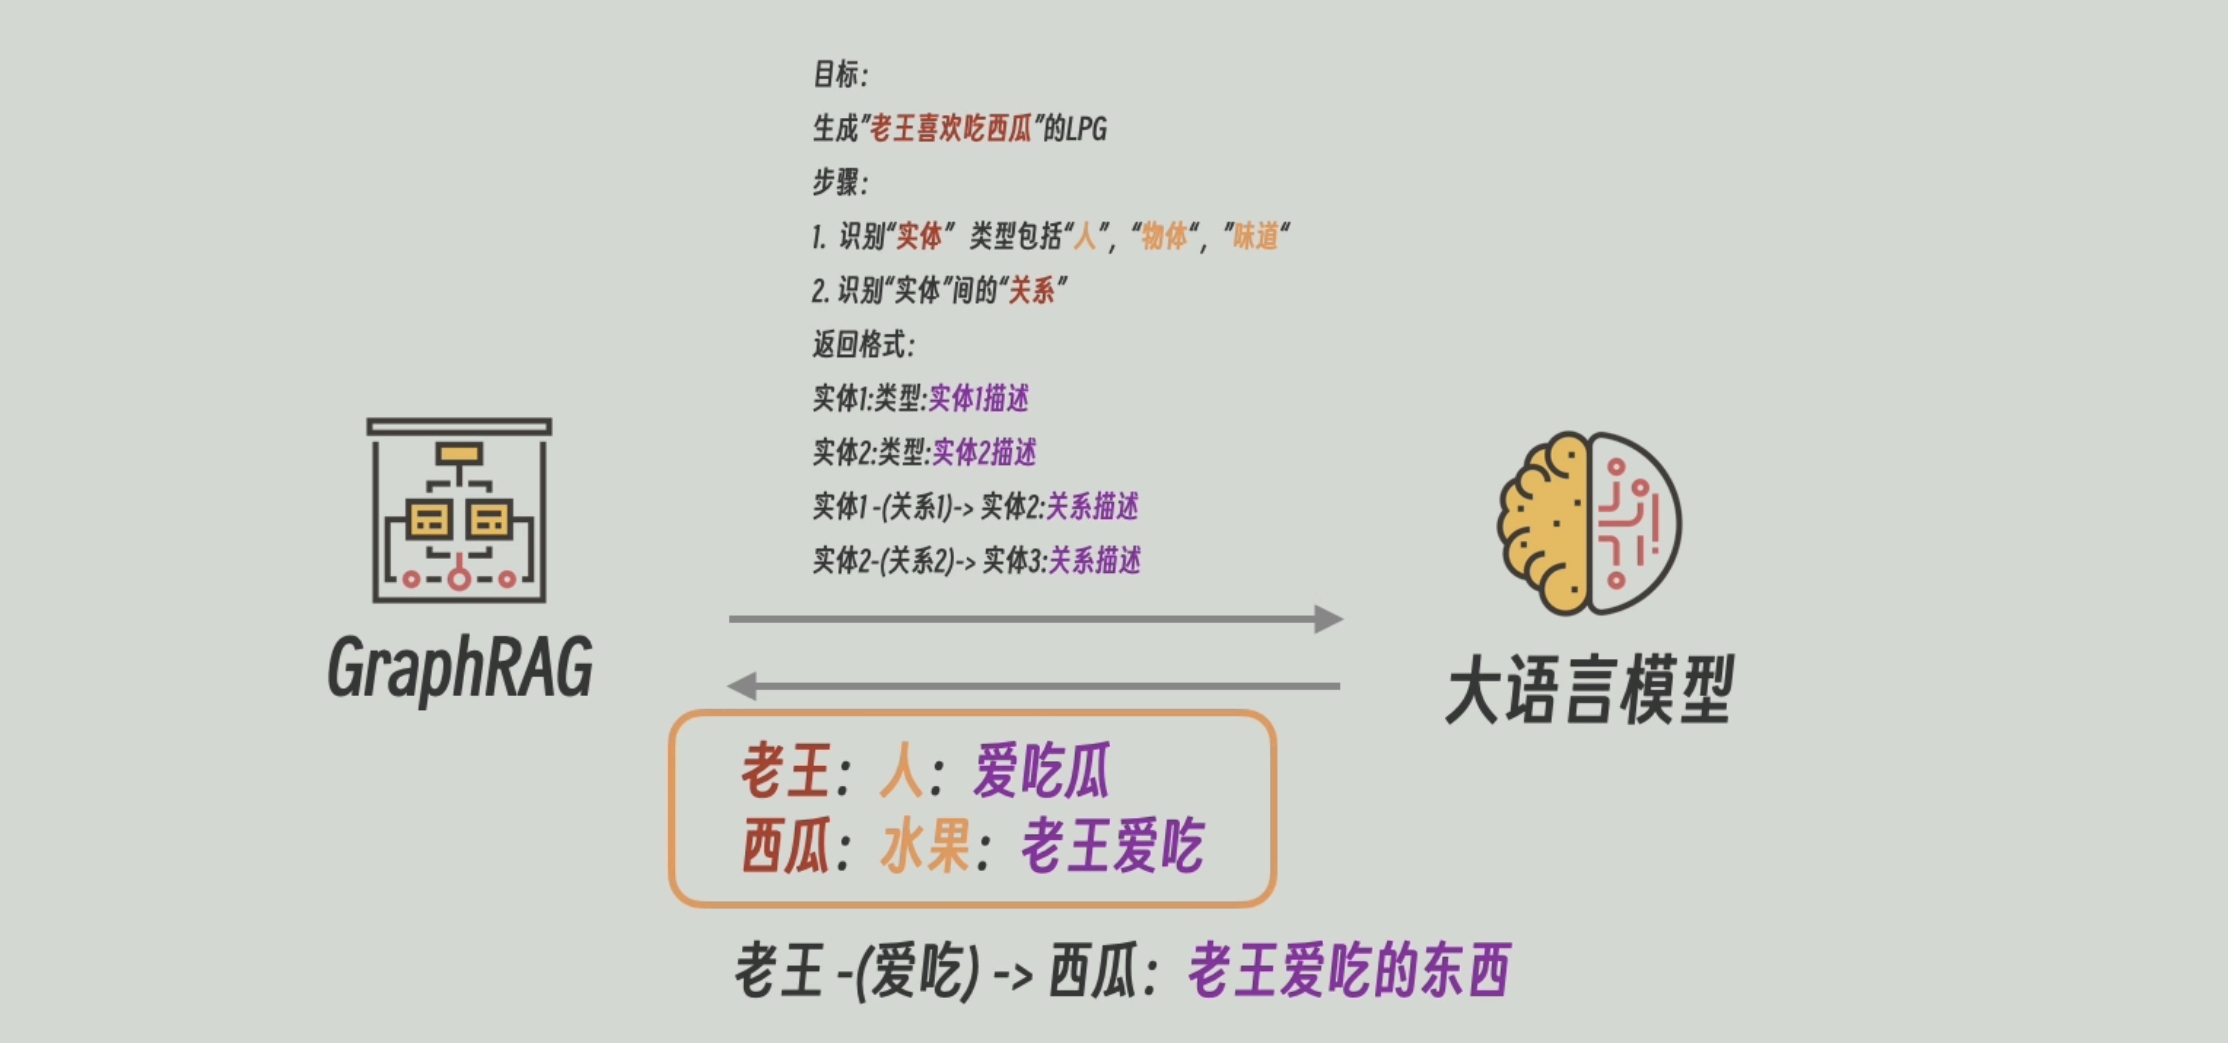 目标：
生成”老王喜欢吃西瓜”的LPG
步骤：
1. 识别“实体” 类型包括“人”，“物体“，”味道“
2. 识别“实体”间的“关系”
返回格式：
实体1:类型:实体1描述
实体2:类型:实体2描述
实体1 -(关系1)-> 实体2:关系描述
实体2-(关系2)-> 实体3:关系描述
GraphRAG
大语言模型
老王：人：爱吃瓜
西瓜：水果：老王爱吃
老王 -(爱吃) -> 西瓜：老王爱吃的东西